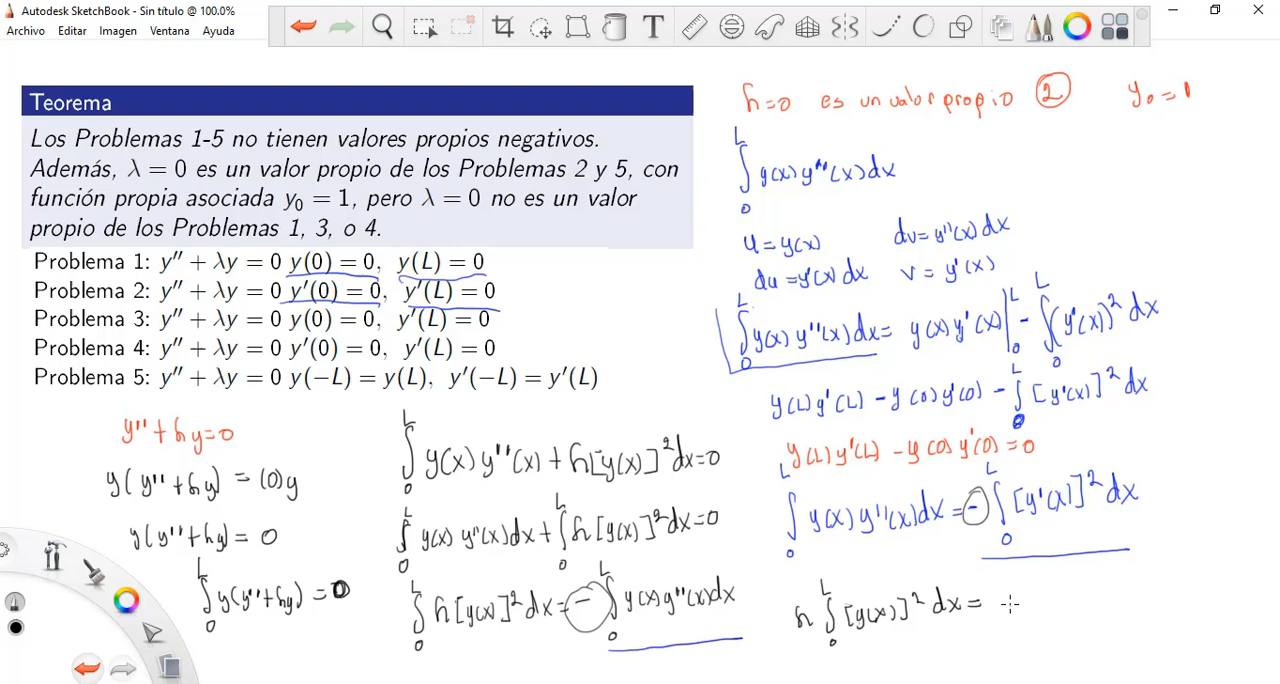 Autodesk SketchBook - Sin título @ 100.0%
Archivo Editar Imagen Ventana Ayuda
Teorema
Los Problemas 1-5 no tienen valores propios negativos.
Además, λ = 0 es un valor propio de los Problemas 2 y 5, con
función propia asociada y₀ = 1, pero λ = 0 no es un valor
propio de los Problemas 1, 3, o 4.
Problema 1: y″ + λy = 0 y(0) = 0, y(L) = 0
Problema 2: y″ + λy = 0 y′(0) = 0, y′(L) = 0
Problema 3: y″ + λy = 0 y(0) = 0, y′(L) = 0
Problema 4: y″ + λy = 0 y′(0) = 0, y′(L) = 0
Problema 5: y″ + λy = 0 y(−L) = y(L), y′(−L) = y′(L)
y″ + λy = 0
y(y″ + λy) = (0)y
y(y″ + λy) = 0
∫₀ᴸ y(y″ + λy) = 0
∫₀ᴸ y(x) y″(x) + λ[y(x)]² dx = 0
∫₀ᴸ y(x) y″(x) dx + ∫₀ᴸ λ[y(x)]² dx = 0
∫₀ᴸ λ[y(x)]² dx = − ∫₀ᴸ y(x) y″(x) dx
λ=0 es un valor propio 2 y₀ = 1
∫₀ᴸ y(x) y″(x) dx
u = y(x) dv = y″(x) dx
du = y′(x) dx v = y′(x)
∫₀ᴸ y(x) y″(x) dx = y(x) y′(x) |₀ᴸ − ∫₀ᴸ (y′(x))² dx
y(L) y′(L) − y(0) y′(0) − ∫₀ᴸ [y′(x)]² dx
y(L) y′(L) − y(0) y′(0) = 0
∫₀ᴸ y(x) y″(x) dx = − ∫₀ᴸ [y′(x)]² dx
λ ∫₀ᴸ [y(x)]² dx =